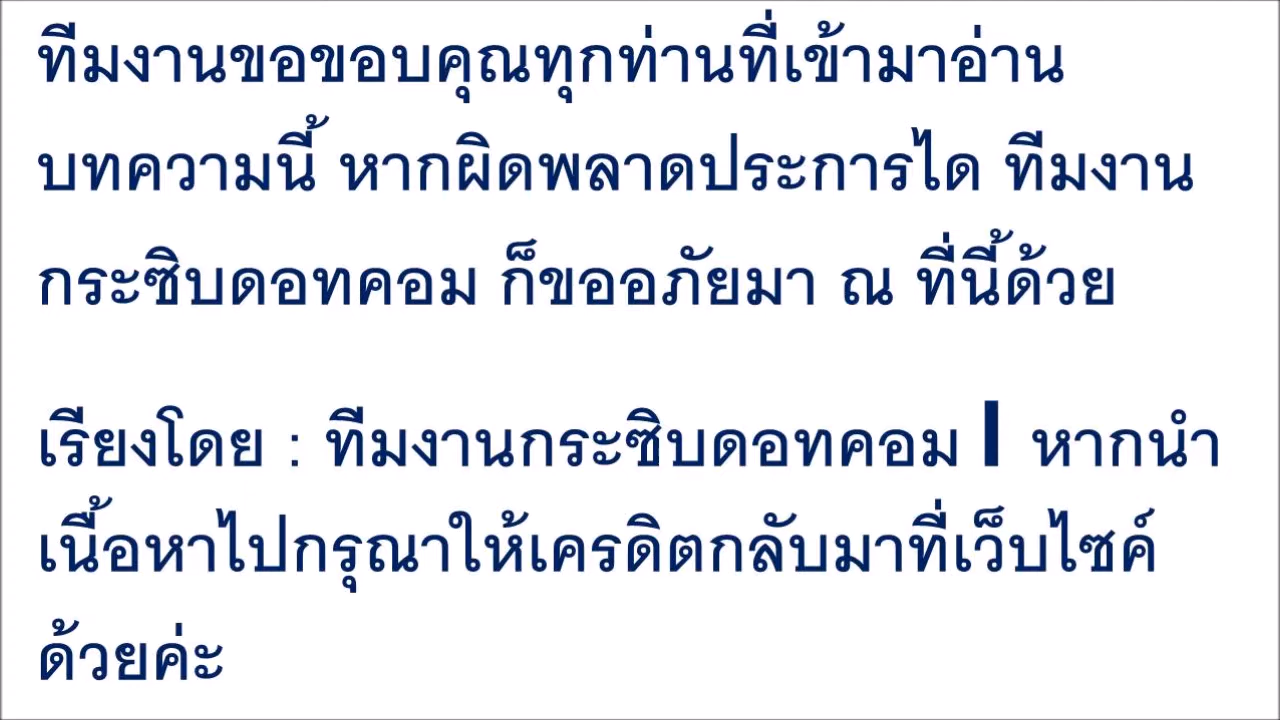 ทีมงานขอขอบคุณทุกท่านที่เข้ามาอ่าน
บทความนี้ หากผิดพลาดประการได ทีมงาน
กระซิบดอทคอม ก็ขออภัยมา ณ ที่นี้ด้วย
เรียงโดย : ทีมงานกระซิบดอทคอม | หากนำ
เนื้อหาไปกรุณาให้เครดิตกลับมาที่เว็บไซค์
ด้วยค่ะ